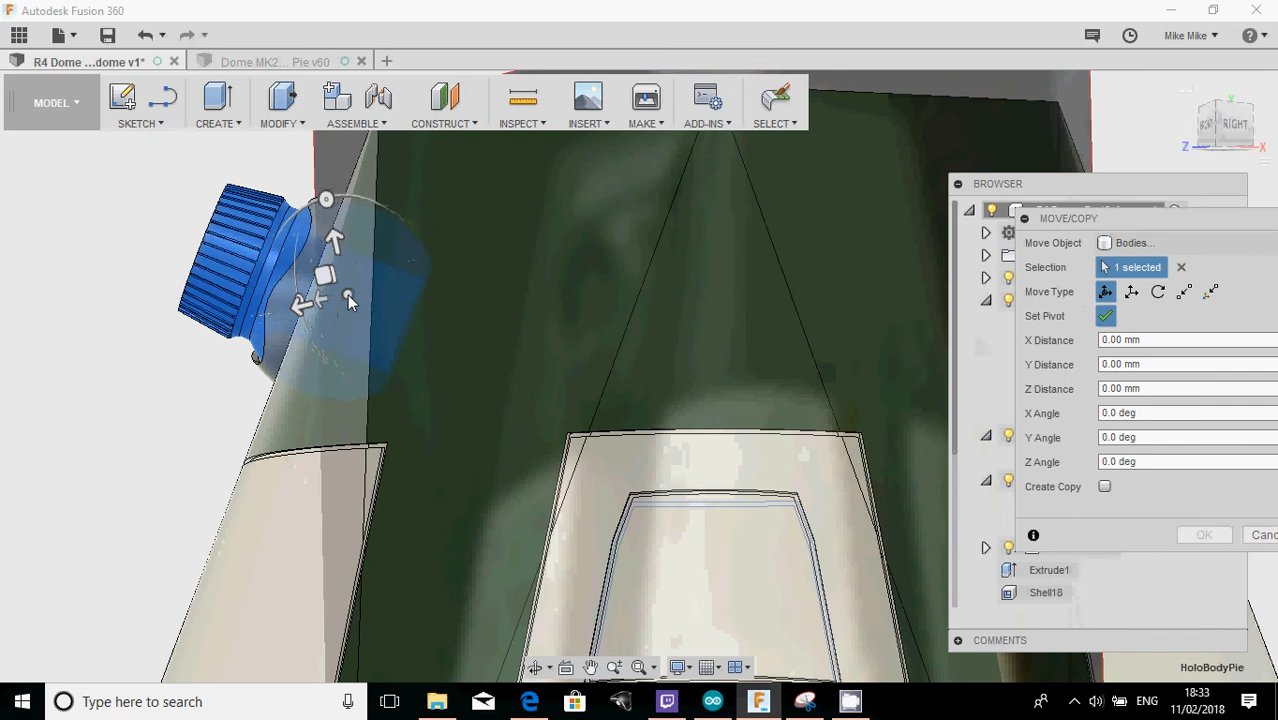 Autodesk Fusion 360
Mike Mike
R4 Dome ...dome v1*
Dome MK2... Pie v60
MODEL
SKETCH
CREATE
MODIFY
ASSEMBLE
CONSTRUCT
INSPECT
INSERT
MAKE
ADD-INS
SELECT
RIGHT
Z
X
BROWSER
MOVE/COPY
Move Object
Bodies...
Selection
1 selected
Move Type
Set Pivot
X Distance
0.00 mm
Y Distance
0.00 mm
Z Distance
0.00 mm
X Angle
0.0 deg
Y Angle
0.0 deg
Z Angle
0.0 deg
Create Copy
OK
Canc
Extrude1
Shell18
COMMENTS
HoloBodyPie
Type here to search
ENG
18:33
11/02/2018